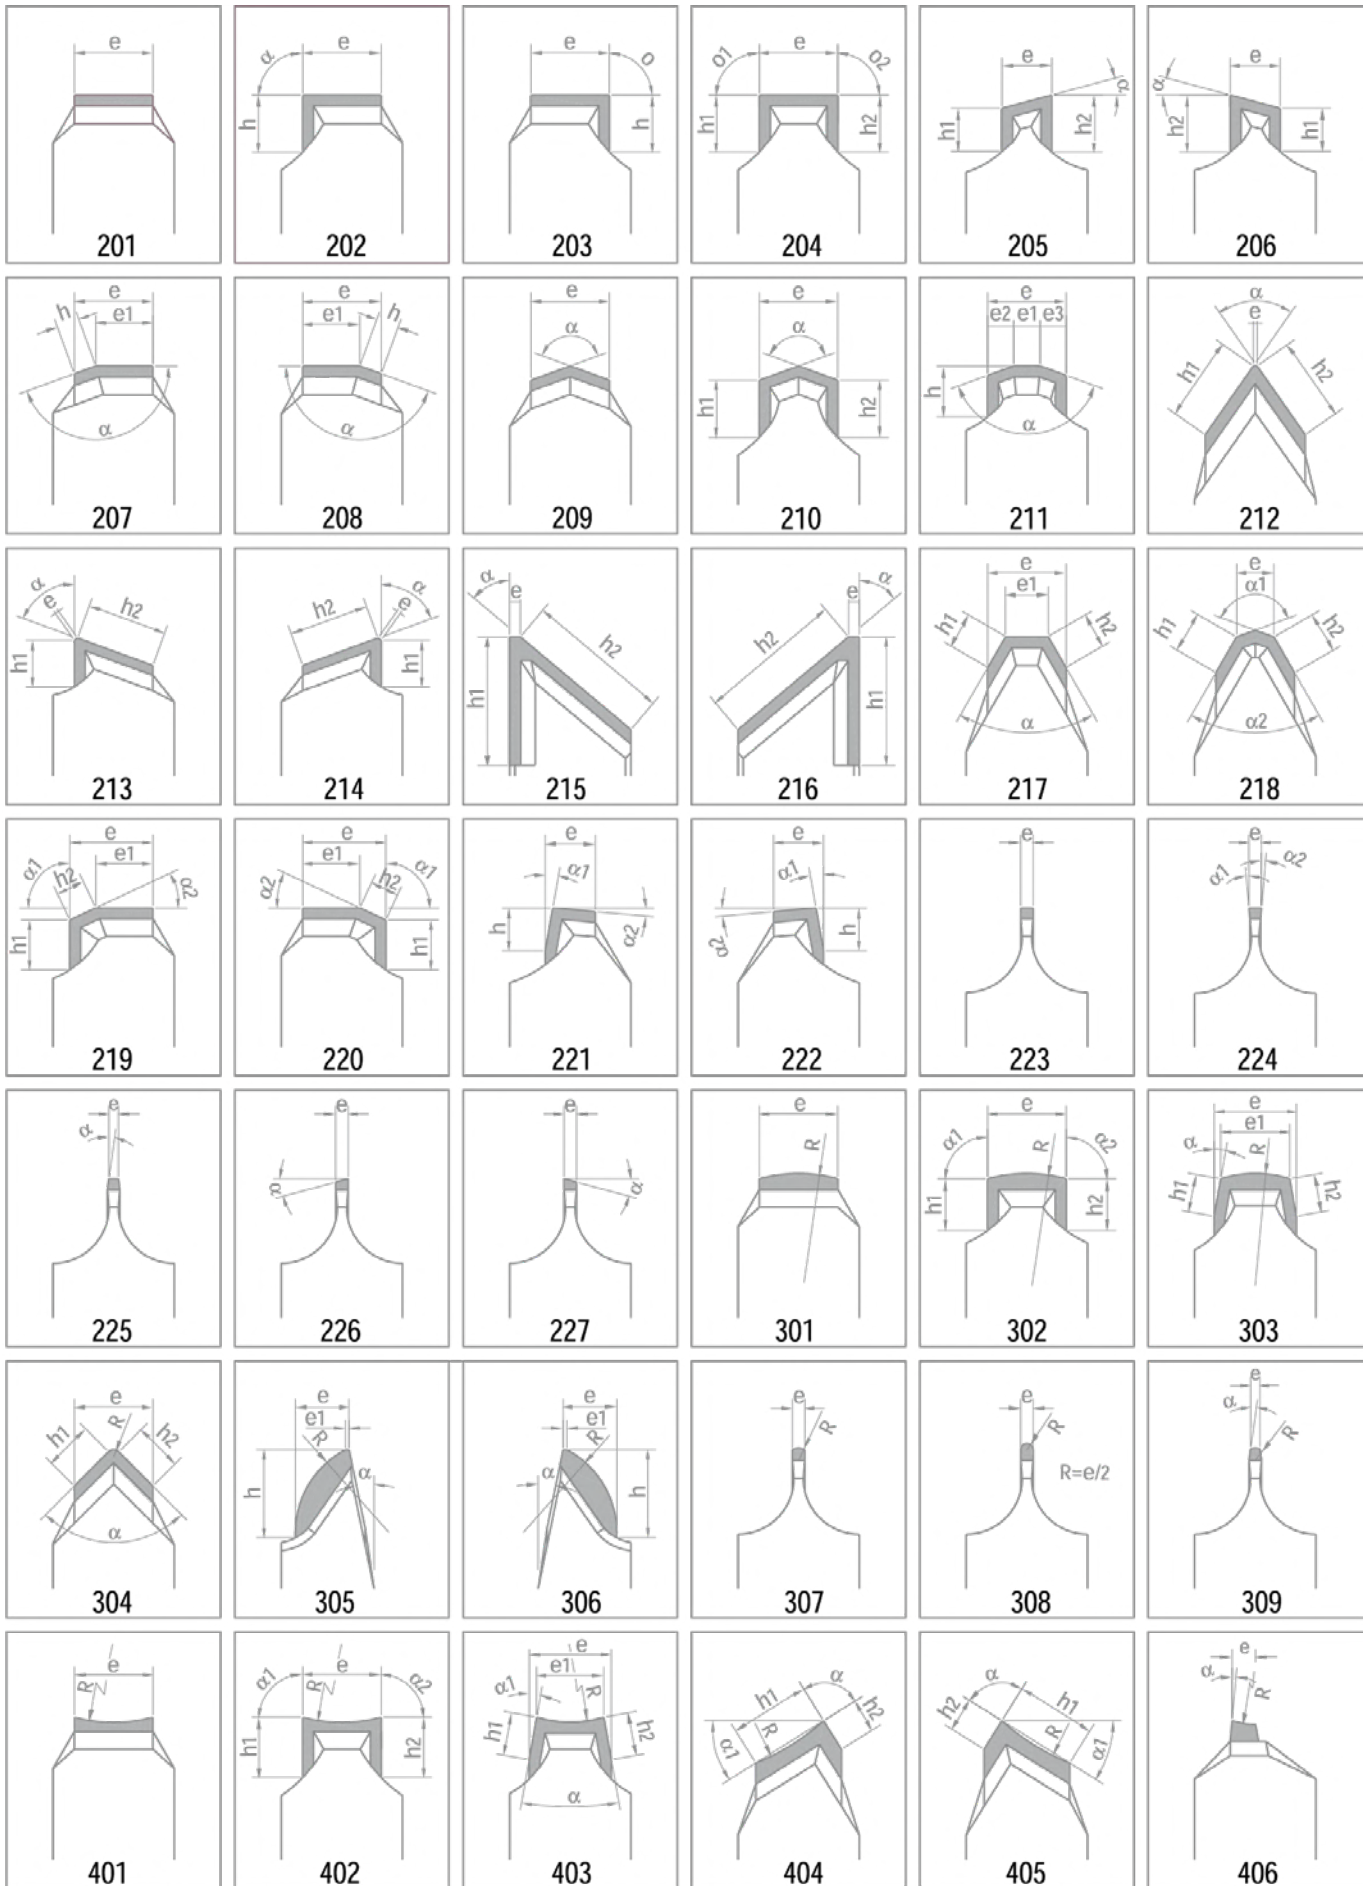 e
201
α e
h
202
e o
h
203
o1 e o2
h1 h2
204
e
α
h1 h2
205
e
α
h2 h1
206
e
h e1
α
207
e
e1 h
α
208
e
α
209
e
α
h1 h2
210
e
e2 e1 e3
h
α
211
α
e
h1 h2
212
α
e h2
h1
213
α
h2 e
h1
214
α
e
h2
h1
215
α
e
h2
h1
216
e
e1
h1 h2
α
217
e
α1
h1 h2
α2
218
e
α1 e1
h2 α2
h1
219
e
e1 α1
α2 h2
h1
220
e
α1
h α2
221
e
α1
α2 h
222
e
223
e
α1 α2
224
e
α
225
e
α
226
e
α
227
e
R
301
e
α1 R α2
h1 h2
302
e
e1
α R
h1 h2
303
e
h1 R h2
α
304
e
e1
R
h α
305
e
e1
R
α h
306
e
R
307
e
R
R=e/2
308
e
α
R
309
e
R
401
e
α1 R α2
h1 h2
402
e
e1
α1 R
h1 h2
α
403
α
h1 h2
R
α1
404
α
h2 h1
R
α1
405
e
α
R
406